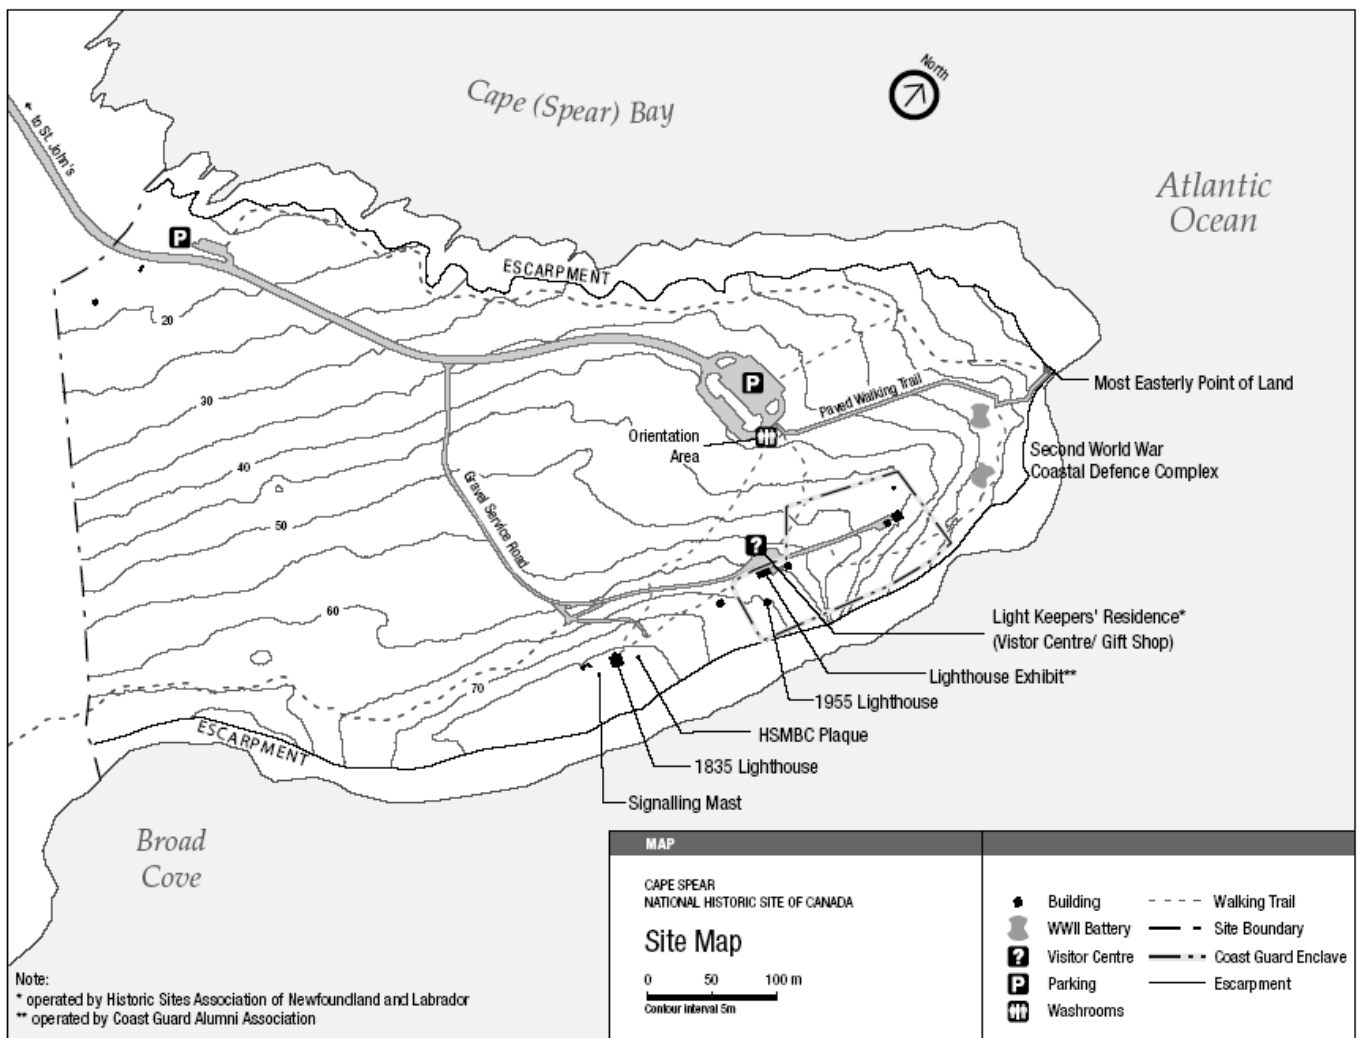 Cape (Spear) Bay
North
Atlantic
Ocean
to St. John's
P
ESCARPMENT
20
30
40
50
60
70
P
Paved Walking Trail
Most Easterly Point of Land
Orientation
Area
Second World War
Coastal Defence Complex
Gravel Service Road
?
Light Keepers' Residence*
(Vistor Centre/ Gift Shop)
Lighthouse Exhibit**
1955 Lighthouse
HSMBC Plaque
1835 Lighthouse
Signalling Mast
ESCARPMENT
Broad
Cove
Note:
* operated by Historic Sites Association of Newfoundland and Labrador
** operated by Coast Guard Alumni Association
MAP
CAPE SPEAR
NATIONAL HISTORIC SITE OF CANADA
Site Map
0 50 100 m
Contour interval 5m
Building
WWII Battery
? Visitor Centre
P Parking
Washrooms
Walking Trail
Site Boundary
Coast Guard Enclave
Escarpment